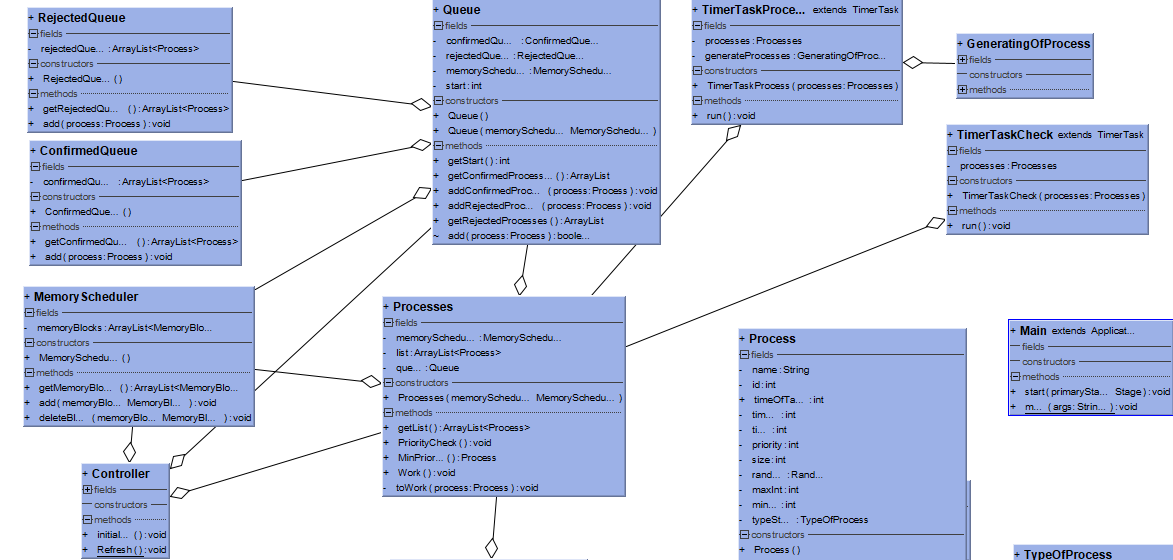 + RejectedQueue
fields
- rejectedQue... : ArrayList<Process>
constructors
+ RejectedQue... ()
methods
+ getRejectedQu... () : ArrayList<Process>
+ add ( process : Process ) : void
+ ConfirmedQueue
fields
- confirmedQu... : ArrayList<Process>
constructors
+ ConfirmedQue... ()
methods
+ getConfirmedQu... () : ArrayList<Process>
+ add ( process : Process ) : void
+ MemoryScheduler
fields
- memoryBlocks : ArrayList<MemoryBlo...
constructors
+ MemorySchedu... ()
methods
+ getMemoryBlo... () : ArrayList<MemoryBlo...
+ add ( memoryBlo... MemoryBl... ) : void
+ deleteBl... ( memoryBlo... MemoryBl... ) : void
+ Controller
fields
constructors
methods
+ initial... () : void
+ Refresh () : void
+ Queue
fields
- confirmedQu... : ConfirmedQue...
- rejectedQue... : RejectedQue...
- memorySchedu... : MemorySchedu...
- start : int
constructors
+ Queue ()
+ Queue ( memorySchedu... MemorySchedu... )
methods
+ getStart () : int
+ getConfirmedProcess... () : ArrayList
+ addConfirmedProc... ( process : Process ) : void
+ addRejectedProc... ( process : Process ) : void
+ getRejectedProcesses () : ArrayList
~ add ( process : Process ) : boole...
+ Processes
fields
- memorySchedu... : MemorySchedu...
- list : ArrayList<Process>
- que... : Queue
constructors
+ Processes ( memorySchedu... MemorySchedu... )
methods
+ getList () : ArrayList<Process>
+ PriorityCheck () : void
+ MinPrior... () : Process
+ Work () : void
- toWork ( process : Process ) : void
+ TimerTaskProce... extends TimerTask
fields
- processes : Processes
- generateProcesses : GeneratingOfProc...
constructors
+ TimerTaskProcess ( processes : Processes )
methods
+ run () : void
+ GeneratingOfProcess
fields
constructors
methods
+ TimerTaskCheck extends TimerTask
fields
- processes : Processes
constructors
+ TimerTaskCheck ( processes : Processes )
methods
+ run () : void
+ Process
fields
- name : String
- id : int
+ timeOfTa... : int
- tim... : int
- ti... : int
- priority : int
- size : int
- rand... : Rand...
- maxInt : int
- min... : int
- typeSt... : TypeOfProcess
constructors
+ Process ()
+ Main extends Applicat...
fields
constructors
methods
+ start ( primarySta... Stage ) : void
+ m... ( args : Strin... ) : void
+ TypeOfProcess